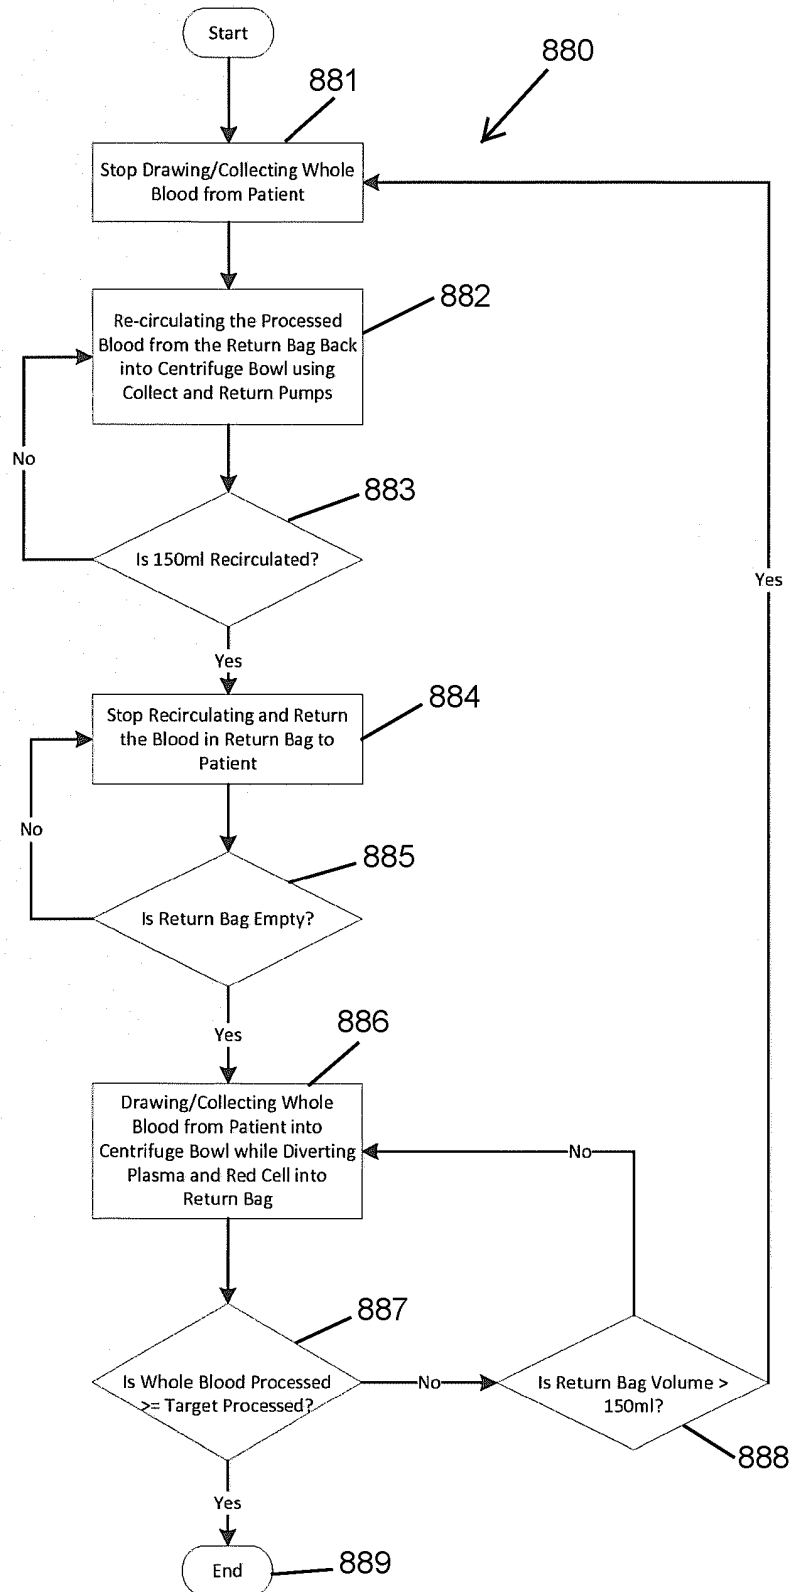 Start
880
881
Stop Drawing/Collecting Whole
Blood from Patient
882
Re-circulating the Processed
Blood from the Return Bag Back
into Centrifuge Bowl using
Collect and Return Pumps
No
883
Is 150ml Recirculated?
Yes
Yes
884
Stop Recirculating and Return
the Blood in Return Bag to
Patient
No
885
Is Return Bag Empty?
Yes
886
Drawing/Collecting Whole
Blood from Patient into
Centrifuge Bowl while Diverting
Plasma and Red Cell into
Return Bag
No
887
Is Whole Blood Processed
>= Target Processed?
No
Is Return Bag Volume >
150ml?
888
Yes
End
889